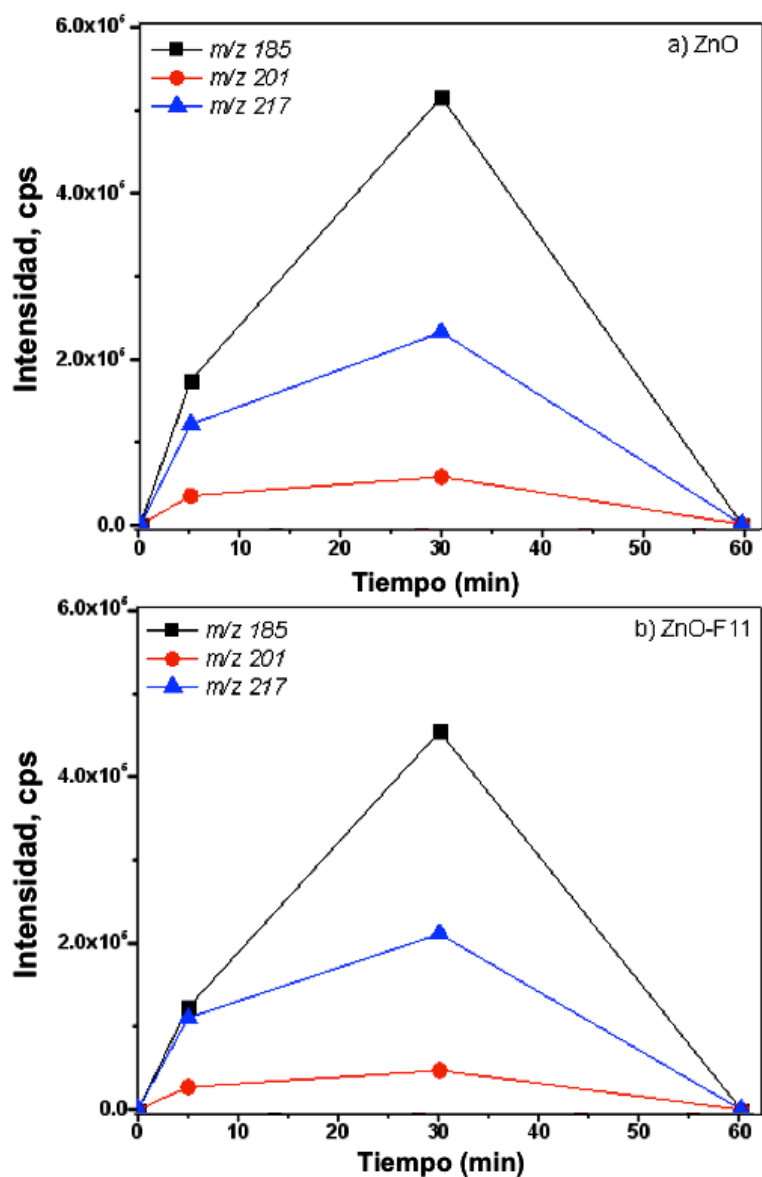 6.0x10⁶
m/z 185
a) ZnO
m/z 201
m/z 217
4.0x10⁶
Intensidad, cps
2.0x10⁶
0.0
0 10 20 30 40 50 60
Tiempo (min)
6.0x10⁶
m/z 185
b) ZnO-F11
m/z 201
m/z 217
4.0x10⁶
Intensidad, cps
2.0x10⁶
0.0
0 10 20 30 40 50 60
Tiempo (min)